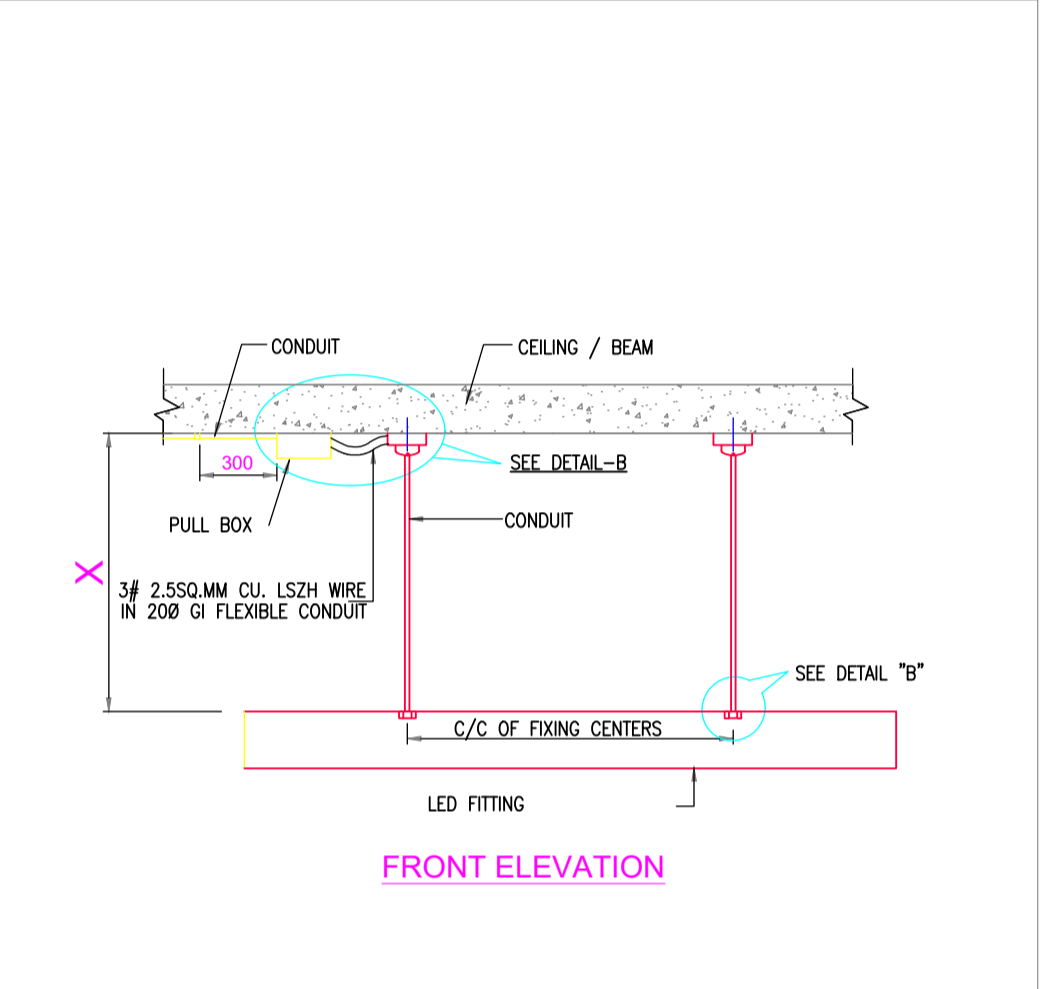 CONDUIT
CEILING / BEAM
300
SEE DETAIL-B
PULL BOX
CONDUIT
X
3# 2.5SQ.MM CU. LSZH WIRE
IN 20Ø GI FLEXIBLE CONDUIT
SEE DETAIL "B"
C/C OF FIXING CENTERS
LED FITTING
FRONT ELEVATION